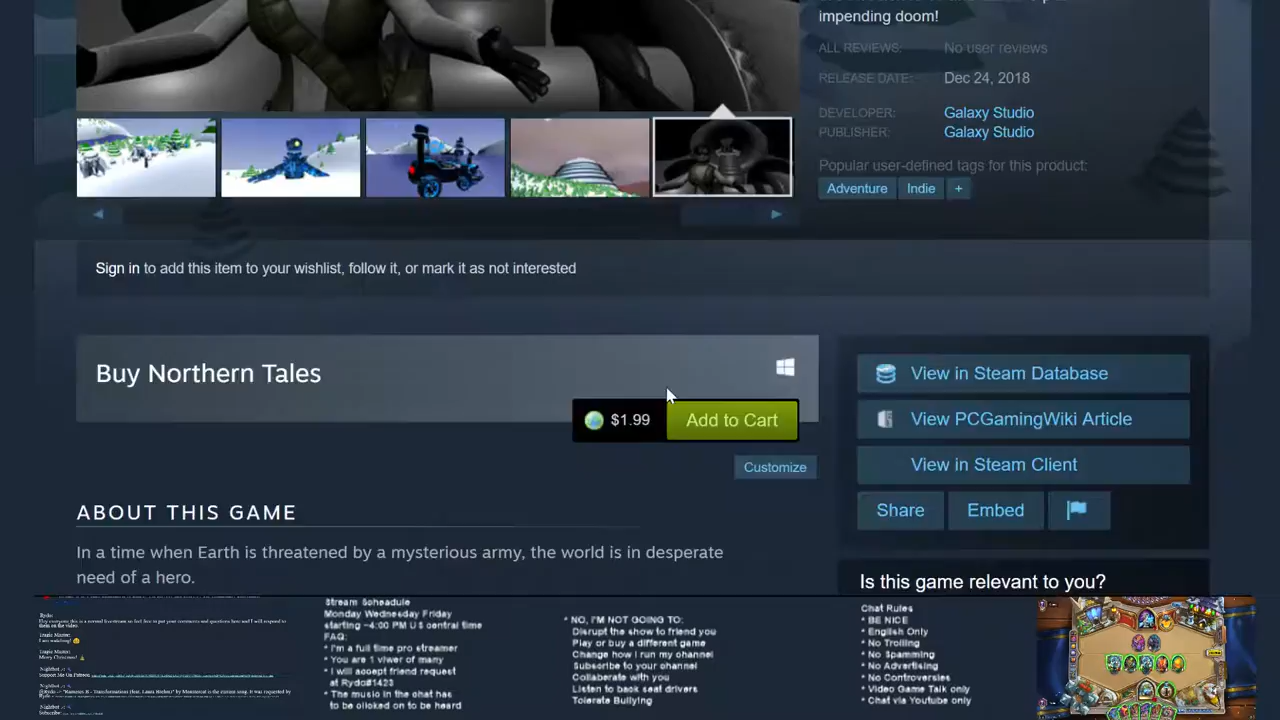 impending doom!
ALL REVIEWS: No user reviews
RELEASE DATE: Dec 24, 2018
DEVELOPER: Galaxy Studio
PUBLISHER: Galaxy Studio
Popular user-defined tags for this product:
Adventure Indie +
Sign in to add this item to your wishlist, follow it, or mark it as not interested
Buy Northern Tales
$1.99 Add to Cart
Customize
View in Steam Database
View PCGamingWiki Article
View in Steam Client
Share Embed
ABOUT THIS GAME
In a time when Earth is threatened by a mysterious army, the world is in desperate
need of a hero.
Is this game relevant to you?
I am watching!
Merry Christmas!
Support Me On Patreon
Stream Scheadule
Monday Wednesday Friday
starting ~4:00 PM US central time
FAQ:
* I'm a full time pro streamer
* You are 1 viwer of many
* I will accept friend request
at Rydo#1423
* The music in the chat has
to be clicked on to be heard
* NO, I'M NOT GOING TO:
Disrupt the show to friend you
Play or buy a different game
Change how I run my channel
Subscribe to your channel
Collaborate with you
Listen to back seat drivers
Tolerate Bullying
Chat Rules
* BE NICE
* English Only
* No Trolling
* No Spamming
* No Advertising
* No Controversies
* Video Game Talk only
* Chat via Youtube only